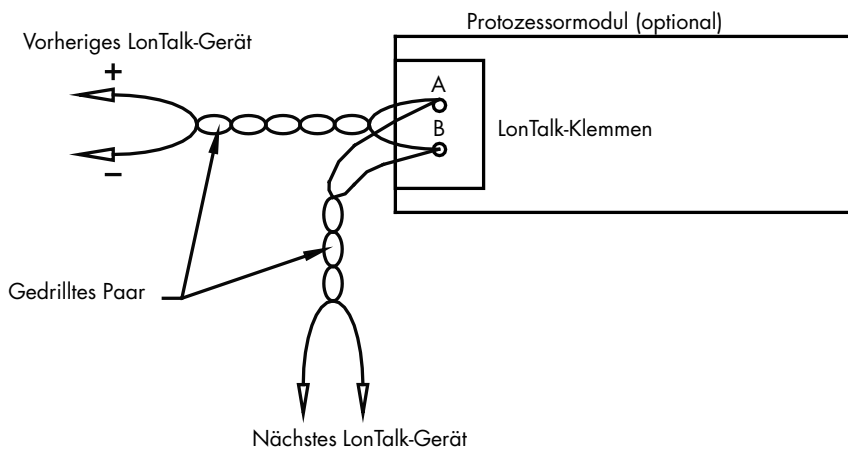 Protozessormodul (optional)
Vorheriges LonTalk-Gerät
+
A
B
LonTalk-Klemmen
–
Gedrilltes Paar
Nächstes LonTalk-Gerät